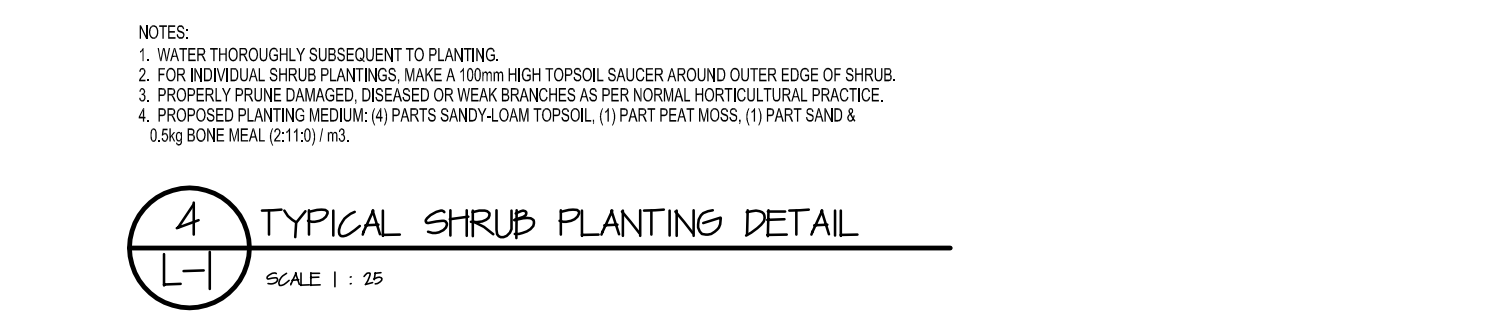 NOTES:
1. WATER THOROUGHLY SUBSEQUENT TO PLANTING.
2. FOR INDIVIDUAL SHRUB PLANTINGS, MAKE A 100mm HIGH TOPSOIL SAUCER AROUND OUTER EDGE OF SHRUB.
3. PROPERLY PRUNE DAMAGED, DISEASED OR WEAK BRANCHES AS PER NORMAL HORTICULTURAL PRACTICE.
4. PROPOSED PLANTING MEDIUM: (4) PARTS SANDY-LOAM TOPSOIL, (1) PART PEAT MOSS, (1) PART SAND &
0.5kg BONE MEAL (2:11:0) / m3.
4 TYPICAL SHRUB PLANTING DETAIL
L-1 SCALE 1 : 25